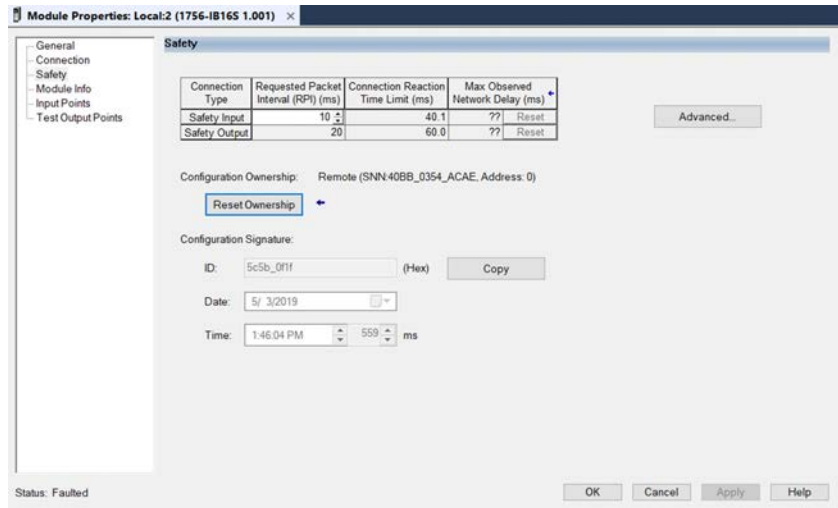 Module Properties: Local:2 (1756-IB16S 1.001) ×
General
Connection
Safety
Module Info
Input Points
Test Output Points
Safety
Connection Type Requested Packet Interval (RPI) (ms) Connection Reaction Time Limit (ms) Max Observed Network Delay (ms)
Safety Input 10 40.1 ?? Reset
Safety Output 20 60.0 ?? Reset
Advanced...
Configuration Ownership: Remote (SNN:40BB_0354_ACAE, Address: 0)
Reset Ownership
Configuration Signature:
ID: 5c5b_0f1f (Hex) Copy
Date: 5/ 3/2019
Time: 1:46:04 PM 559 ms
Status: Faulted
OK Cancel Apply Help